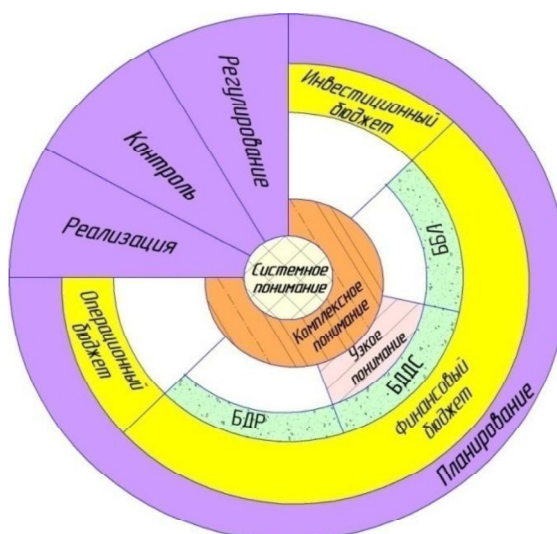 Регулирование
Контроль
Реализация
Инвестиционный
бюджет
ББЛ
Системное
понимание
Комплексное
понимание
Узкое
понимание
БДДС
Финансовый
бюджет
Операционный
бюджет
БДР
Планирование